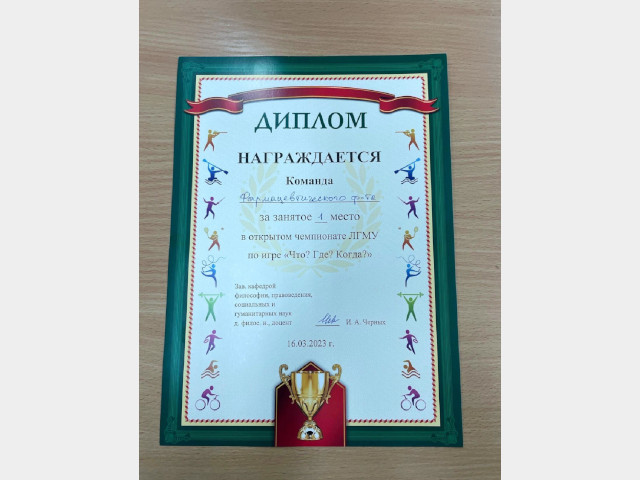 ДИПЛОМ
НАГРАЖДАЕТСЯ
Команда
Фармацевтического ф-та
за занятое 1 место
в открытом чемпионате ЛГМУ
по игре «Что? Где? Когда?»
Зав. кафедрой
философии, правоведения,
социальных и
гуманитарных наук
д. филос. н., доцент И. А. Черных
16.03.2023 г.